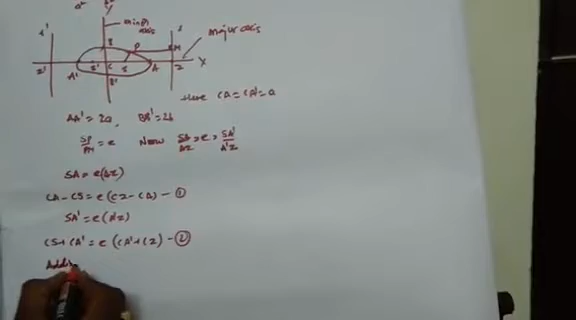 Y
minor
axis
major axis
B
P
M
X
Z'
A'
S'
C
S
A
Z
B'
Here CA = CA' = a
AA' = 2a, BB' = 2b
SP/PM = e Now SA/AZ = e = SA'/A'Z
SA = e(AZ)
CA - CS = e(CZ - CA) - ①
SA' = e(A'Z)
CS + CA' = e(CA' + CZ) - ②
Addi